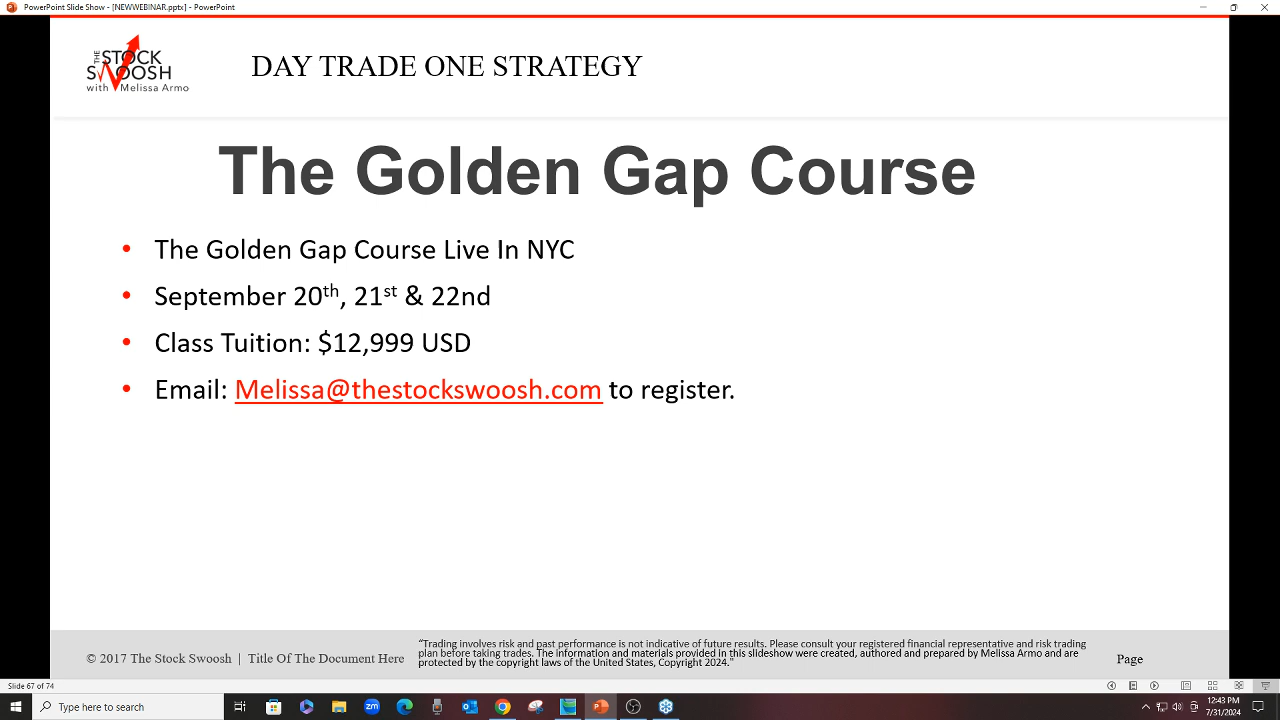 PowerPoint Slide Show - [NEWWEBINAR.pptx] - PowerPoint
THE
STOCK
SWOOSH
with Melissa Armo
DAY TRADE ONE STRATEGY
The Golden Gap Course
• The Golden Gap Course Live In NYC
• September 20th, 21st & 22nd
• Class Tuition: $12,999 USD
• Email: Melissa@thestockswoosh.com to register.
© 2017 The Stock Swoosh | Title Of The Document Here
"Trading involves risk and past performance is not indicative of future results. Please consult your registered financial representative and risk trading
plan before taking trades. The information and materials provided in this slideshow were created, authored and prepared by Melissa Armo and are
protected by the copyright laws of the United States, Copyright 2024."
Page
Slide 67 of 74
Type here to search
zm
12:43 PM
7/31/2024